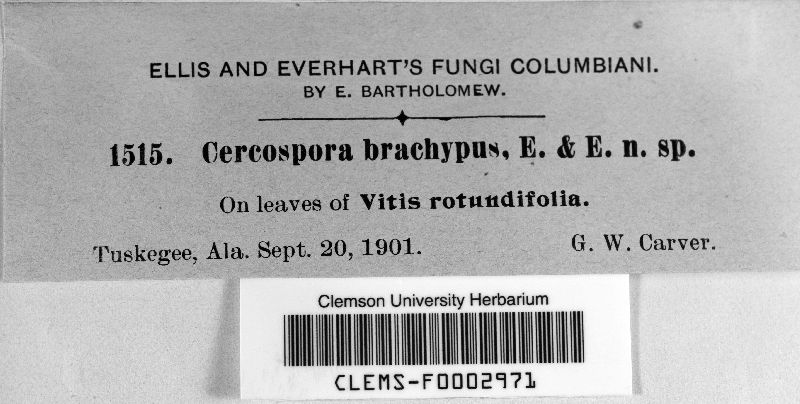 ELLIS AND EVERHART'S FUNGI COLUMBIANI.
BY E. BARTHOLOMEW.
1515. Cercospora brachypus, E. & E. n. sp.
On leaves of Vitis rotundifolia.
Tuskegee, Ala. Sept. 20, 1901. G. W. Carver.
Clemson University Herbarium
CLEMS-F0002971